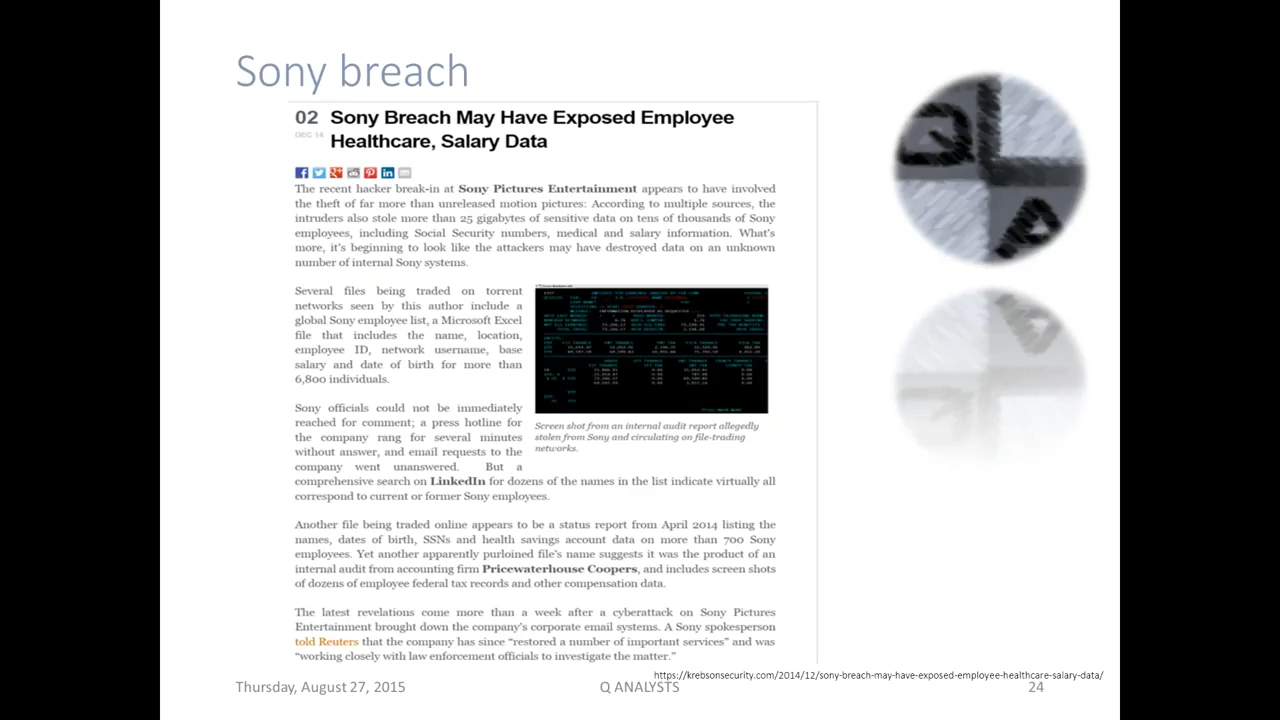 Sony breach
02 Sony Breach May Have Exposed Employee
DEC 14 Healthcare, Salary Data
The recent hacker break-in at Sony Pictures Entertainment appears to have involved
the theft of far more than unreleased motion pictures: According to multiple sources, the
intruders also stole more than 25 gigabytes of sensitive data on tens of thousands of Sony
employees, including Social Security numbers, medical and salary information. What's
more, it's beginning to look like the attackers may have destroyed data on an unknown
number of internal Sony systems.
Several files being traded on torrent
networks seen by this author include a
global Sony employee list, a Microsoft Excel
file that includes the name, location,
employee ID, network username, base
salary and date of birth for more than
6,800 individuals.
Screen shot from an internal audit report allegedly
stolen from Sony and circulating on file-trading
networks.
Sony officials could not be immediately
reached for comment; a press hotline for
the company rang for several minutes
without answer, and email requests to the
company went unanswered. But a
comprehensive search on LinkedIn for dozens of the names in the list indicate virtually all
correspond to current or former Sony employees.
Another file being traded online appears to be a status report from April 2014 listing the
names, dates of birth, SSNs and health savings account data on more than 700 Sony
employees. Yet another apparently purloined file's name suggests it was the product of an
internal audit from accounting firm Pricewaterhouse Coopers, and includes screen shots
of dozens of employee federal tax records and other compensation data.
The latest revelations come more than a week after a cyberattack on Sony Pictures
Entertainment brought down the company's corporate email systems. A Sony spokesperson
told Reuters that the company has since “restored a number of important services” and was
“working closely with law enforcement officials to investigate the matter.”
https://krebsonsecurity.com/2014/12/sony-breach-may-have-exposed-employee-healthcare-salary-data/
Thursday, August 27, 2015
Q ANALYSTS
24
Q
A